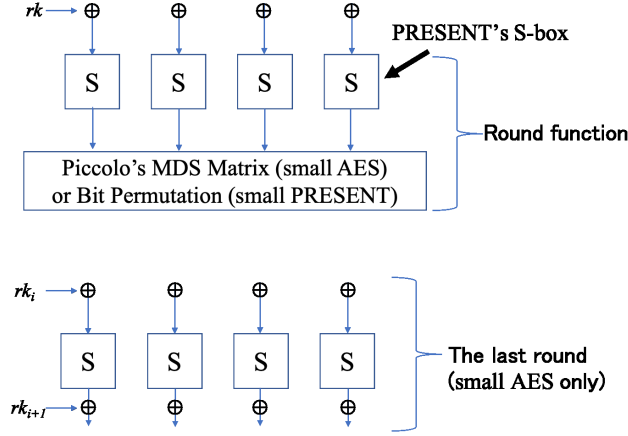 rk ⊕ ⊕ ⊕ ⊕
PRESENT's S-box
S S S S
Round function
Piccolo's MDS Matrix (small AES)
or Bit Permutation (small PRESENT)
rkᵢ ⊕ ⊕ ⊕ ⊕
S S S S
The last round
(small AES only)
rkᵢ₊₁ ⊕ ⊕ ⊕ ⊕